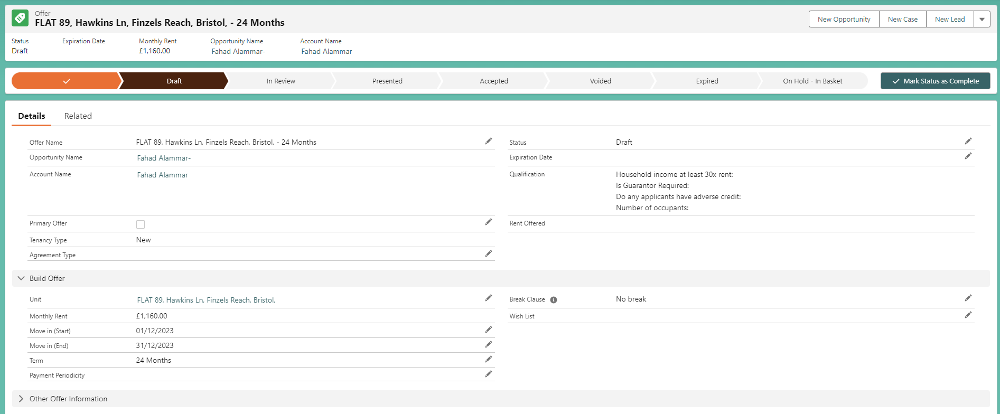 Offer
FLAT 89, Hawkins Ln, Finzels Reach, Bristol, - 24 Months
New Opportunity
New Case
New Lead
Status
Expiration Date
Monthly Rent
Opportunity Name
Account Name
Draft
£1,160.00
Fahad Alammar-
Fahad Alammar
Draft
In Review
Presented
Accepted
Voided
Expired
On Hold - In Basket
Mark Status as Complete
Details
Related
Offer Name
FLAT 89, Hawkins Ln, Finzels Reach, Bristol, - 24 Months
Status
Draft
Opportunity Name
Fahad Alammar-
Expiration Date
Account Name
Fahad Alammar
Qualification
Household income at least 30x rent:
Is Guarantor Required:
Do any applicants have adverse credit:
Number of occupants:
Primary Offer
Rent Offered
Tenancy Type
New
Agreement Type
Build Offer
Unit
FLAT 89, Hawkins Ln, Finzels Reach, Bristol,
Break Clause
No break
Monthly Rent
£1,160.00
Wish List
Move in (Start)
01/12/2023
Move in (End)
31/12/2023
Term
24 Months
Payment Periodicity
Other Offer Information